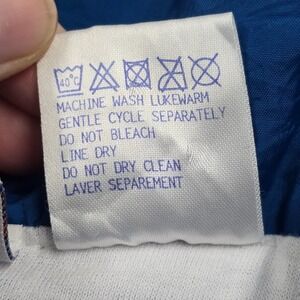 40°C
MACHINE WASH LUKEWARM
GENTLE CYCLE SEPARATELY
DO NOT BLEACH
LINE DRY
DO NOT DRY CLEAN
LAVER SEPAREMENT